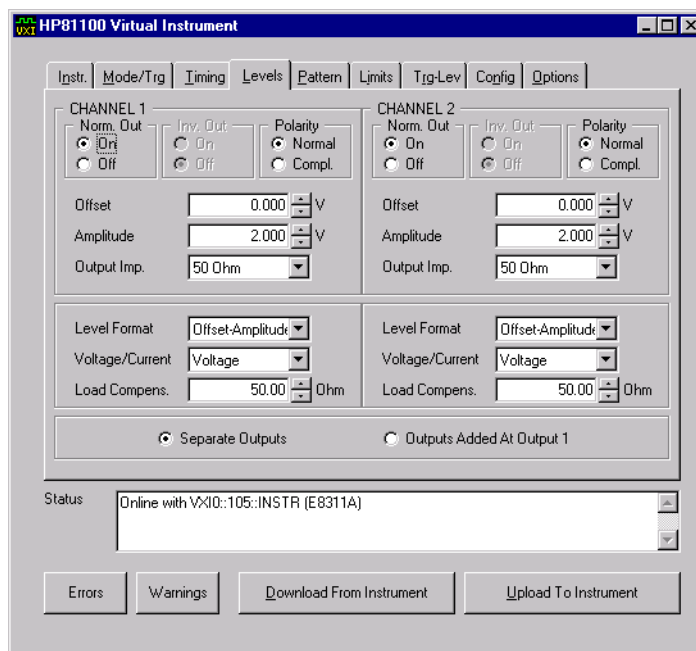 VXI HP81100 Virtual Instrument
Instr. Mode/Trg Timing Levels Pattern Limits Trg-Lev Config Options
CHANNEL 1 CHANNEL 2
Norm. Out Inv. Out Polarity Norm. Out Inv. Out Polarity
On On Normal On On Normal
Off Off Compl. Off Off Compl.
Offset 0.000 V Offset 0.000 V
Amplitude 2.000 V Amplitude 2.000 V
Output Imp. 50 Ohm Output Imp. 50 Ohm
Level Format Offset-Amplitude Level Format Offset-Amplitude
Voltage/Current Voltage Voltage/Current Voltage
Load Compens. 50.00 Ohm Load Compens. 50.00 Ohm
Separate Outputs Outputs Added At Output 1
Status Online with VXI0::105::INSTR (E8311A)
Errors Warnings Download From Instrument Upload To Instrument